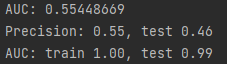 AUC: 0.55448669
Precision: 0.55, test 0.46
AUC: train 1.00, test 0.99